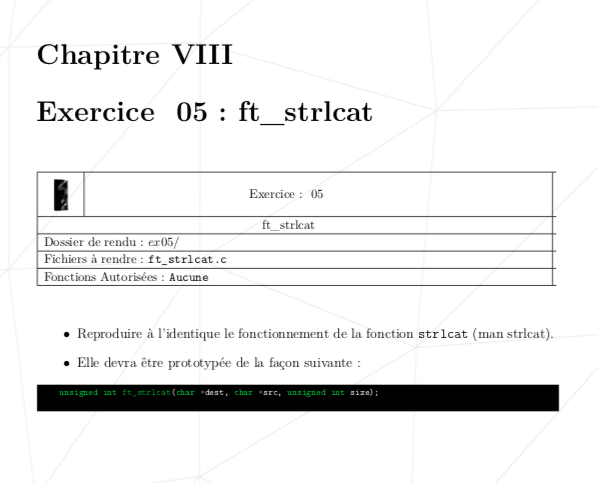 Chapitre VIII
Exercice 05 : ft_strlcat
Exercice : 05
ft_strlcat
Dossier de rendu : ex05/
Fichiers à rendre : ft_strlcat.c
Fonctions Autorisées : Aucune
• Reproduire à l'identique le fonctionnement de la fonction strlcat (man strlcat).
• Elle devra être prototypée de la façon suivante :
unsigned int ft_strlcat(char *dest, char *src, unsigned int size);